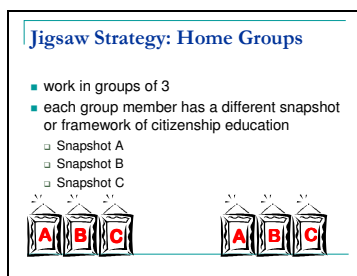 Jigsaw Strategy: Home Groups
work in groups of 3
each group member has a different snapshot
or framework of citizenship education
Snapshot A
Snapshot B
Snapshot C
A B C A B C